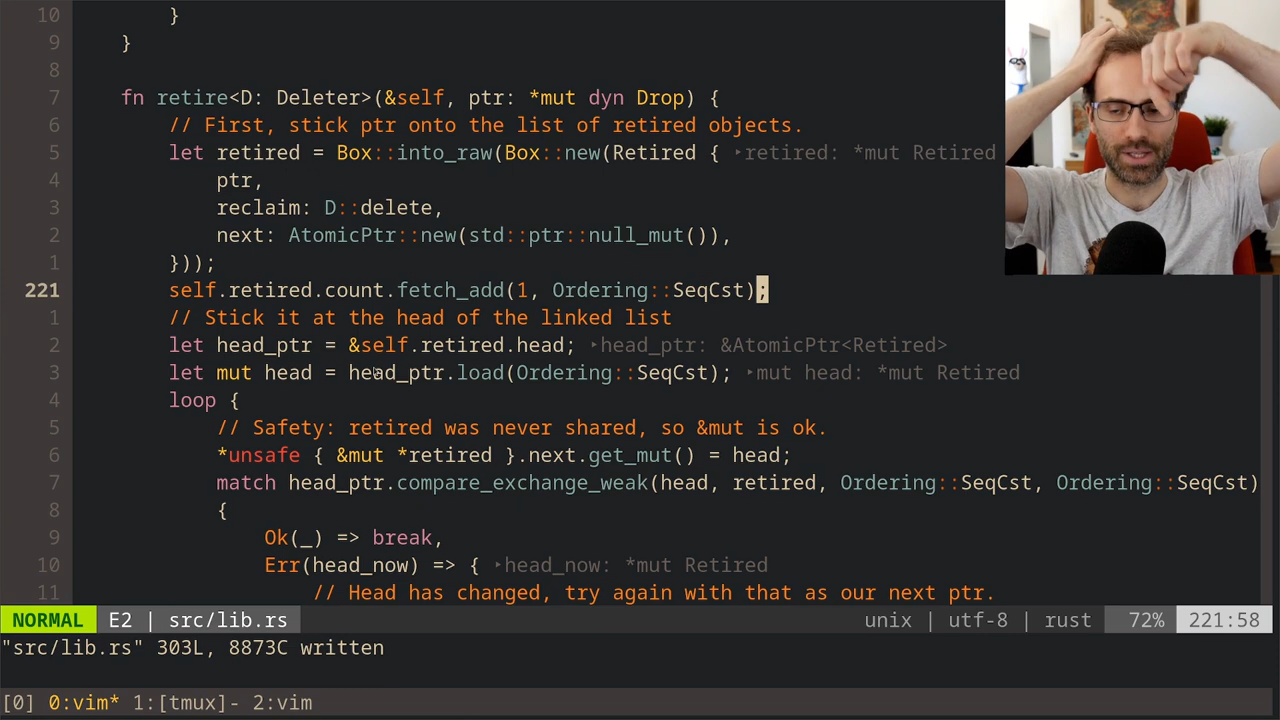 10 }
9 }
8
7 fn retire<D: Deleter>(&self, ptr: *mut dyn Drop) {
6 // First, stick ptr onto the list of retired objects.
5 let retired = Box::into_raw(Box::new(Retired { ‣retired: *mut Retired
4 ptr,
3 reclaim: D::delete,
2 next: AtomicPtr::new(std::ptr::null_mut()),
1 }));
221 self.retired.count.fetch_add(1, Ordering::SeqCst);
1 // Stick it at the head of the linked list
2 let head_ptr = &self.retired.head; ‣head_ptr: &AtomicPtr<Retired>
3 let mut head = head_ptr.load(Ordering::SeqCst); ‣mut head: *mut Retired
4 loop {
5 // Safety: retired was never shared, so &mut is ok.
6 *unsafe { &mut *retired }.next.get_mut() = head;
7 match head_ptr.compare_exchange_weak(head, retired, Ordering::SeqCst, Ordering::SeqCst)
8 {
9 Ok(_) => break,
10 Err(head_now) => { ‣head_now: *mut Retired
11 // Head has changed, try again with that as our next ptr.
NORMAL E2 | src/lib.rs unix | utf-8 | rust 72% 221:58
"src/lib.rs" 303L, 8873C written
[0] 0:vim* 1:[tmux]- 2:vim